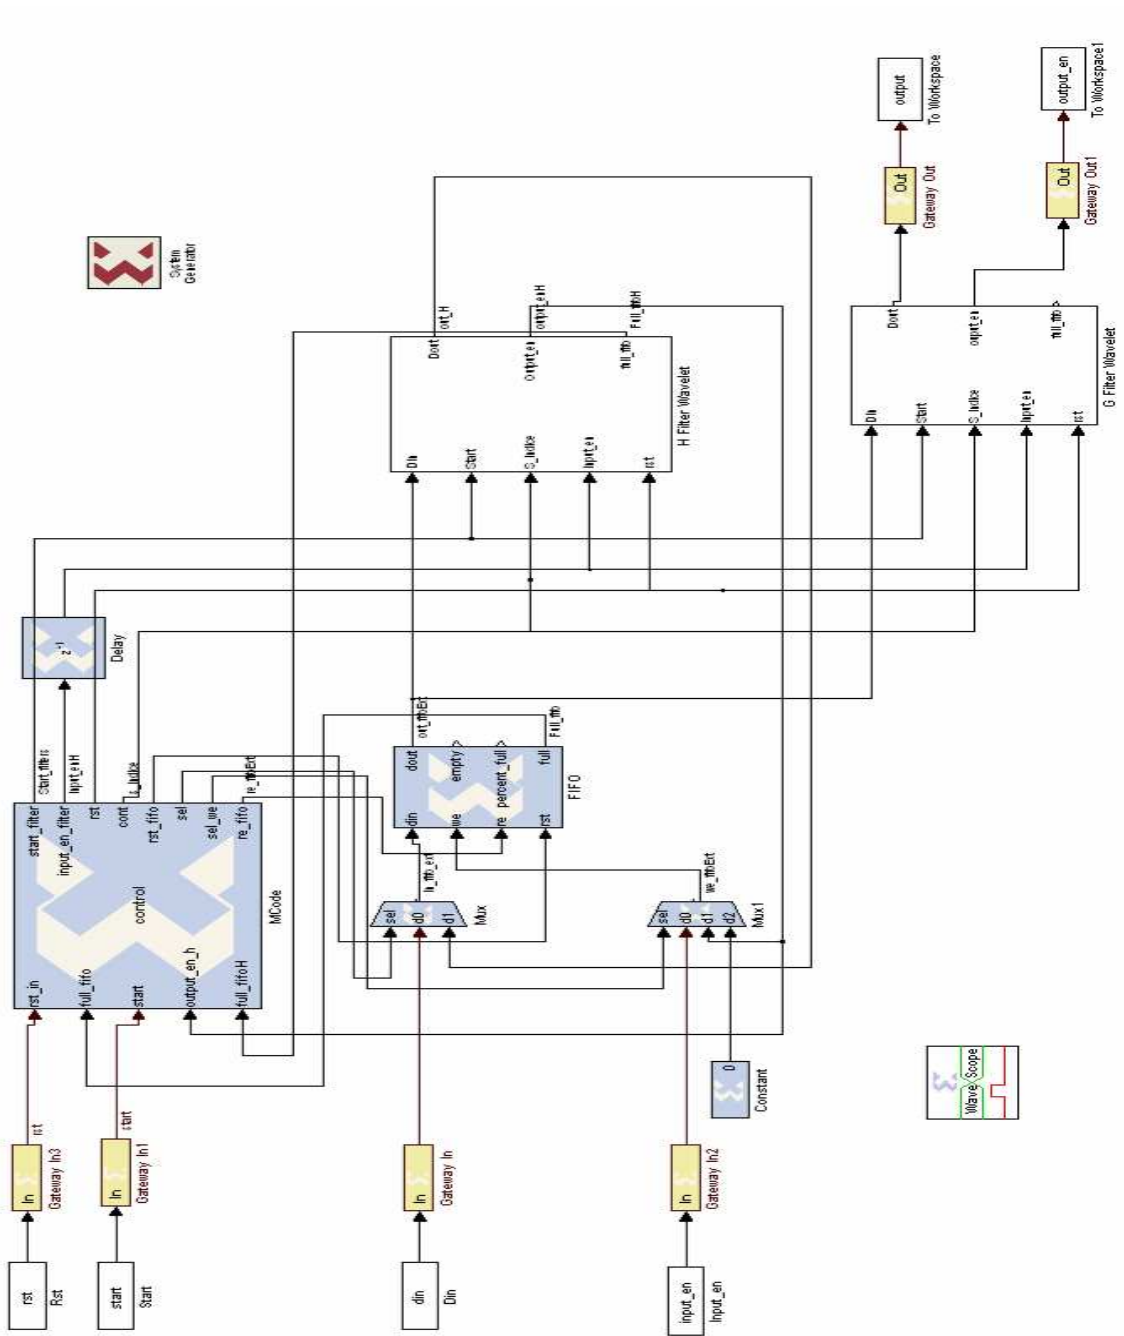 rst
Rst
In
Gateway In3
rst
start
Start
In
Gateway In1
start
rst_in
full_fifo
start
output_en_h
full_fifoH
control
start_filter
input_en_filter
rst
cont
rst_fifo
sel
sel_we
re_fifo
MCode
Start_filters
Input_enH
S_Indice
re_fifoExt
z-1
Delay
System
Generator
din
Din
In
Gateway In
sel
d0
d1
Mux
In_fifo_ext
din
we
re
rst
dout
empty
percent_full
full
FIFO
out_fifoExt
Full_fifo
input_en
Input_en
In
Gateway In2
0
Constant
sel
d0
d1
d2
Mux1
we_fifoExt
Din
Start
S_Indice
Input_en
rst
Dout
output_en
full_fifo
H Filter Wavelet
out_H
output_enH
Full_fifoH
Din
Start
S_Indice
Input_en
rst
Dout
output_en
full_fifo
G Filter Wavelet
Out
Gateway Out
output
To Workspace
Out
Gateway Out1
output_en
To Workspace1
WaveScope